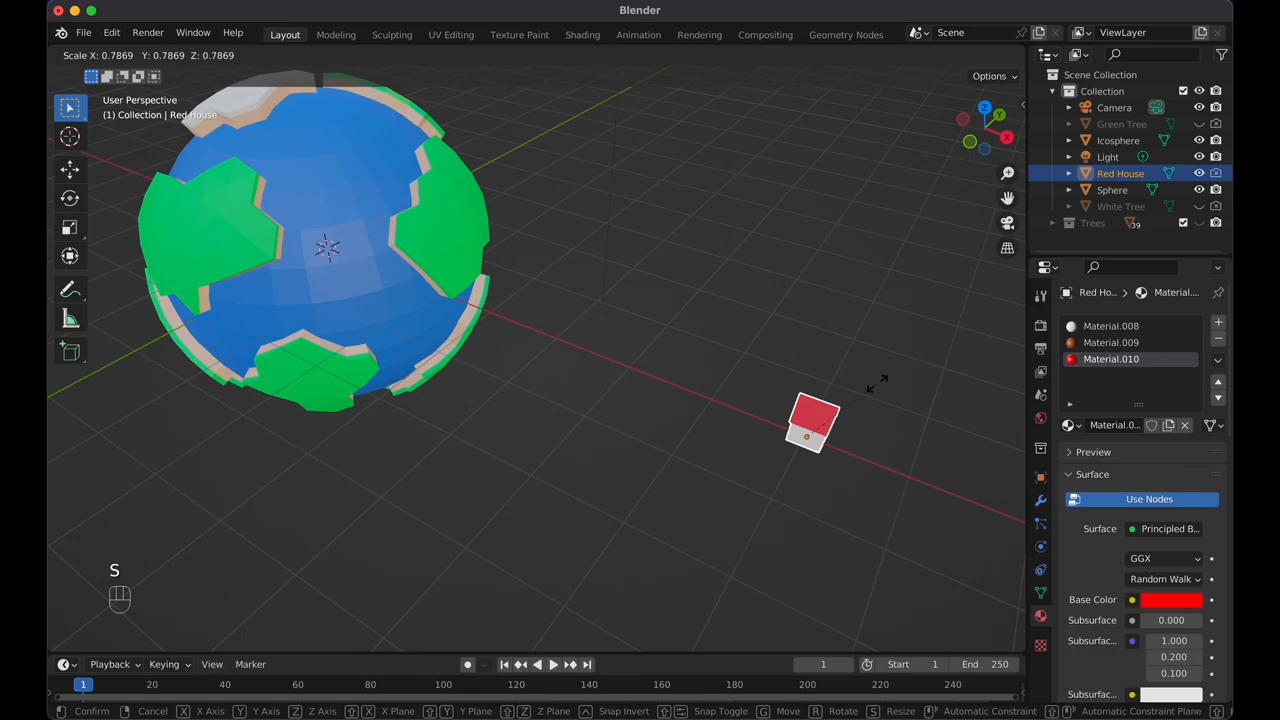 Blender
File Edit Render Window Help
Layout Modeling Sculpting UV Editing Texture Paint Shading Animation Rendering Compositing Geometry Nodes
Scene
ViewLayer
Scale X: 0.7869 Y: 0.7869 Z: 0.7869
Options
User Perspective
(1) Collection | Red House
Z
Y
X
Scene Collection
Collection
Camera
Green Tree
Icosphere
Light
Red House
Sphere
White Tree
Trees 39
Red Ho... Material....
Material.008
Material.009
Material.010
Material.0...
Preview
Surface
Use Nodes
Surface Principled B...
GGX
Random Walk
Base Color
Subsurface 0.000
Subsurfac.. 1.000
0.200
0.100
Subsurfac..
S
Playback Keying View Marker
1 Start 1 End 250
1 20 40 60 80 100 120 140 160 180 200 220 240
Confirm Cancel X X Axis Y Y Axis Z Z Axis X X Plane Y Y Plane Z Z Plane Snap Invert Snap Toggle G Move R Rotate S Resize Automatic Constraint Automatic Constraint Plane